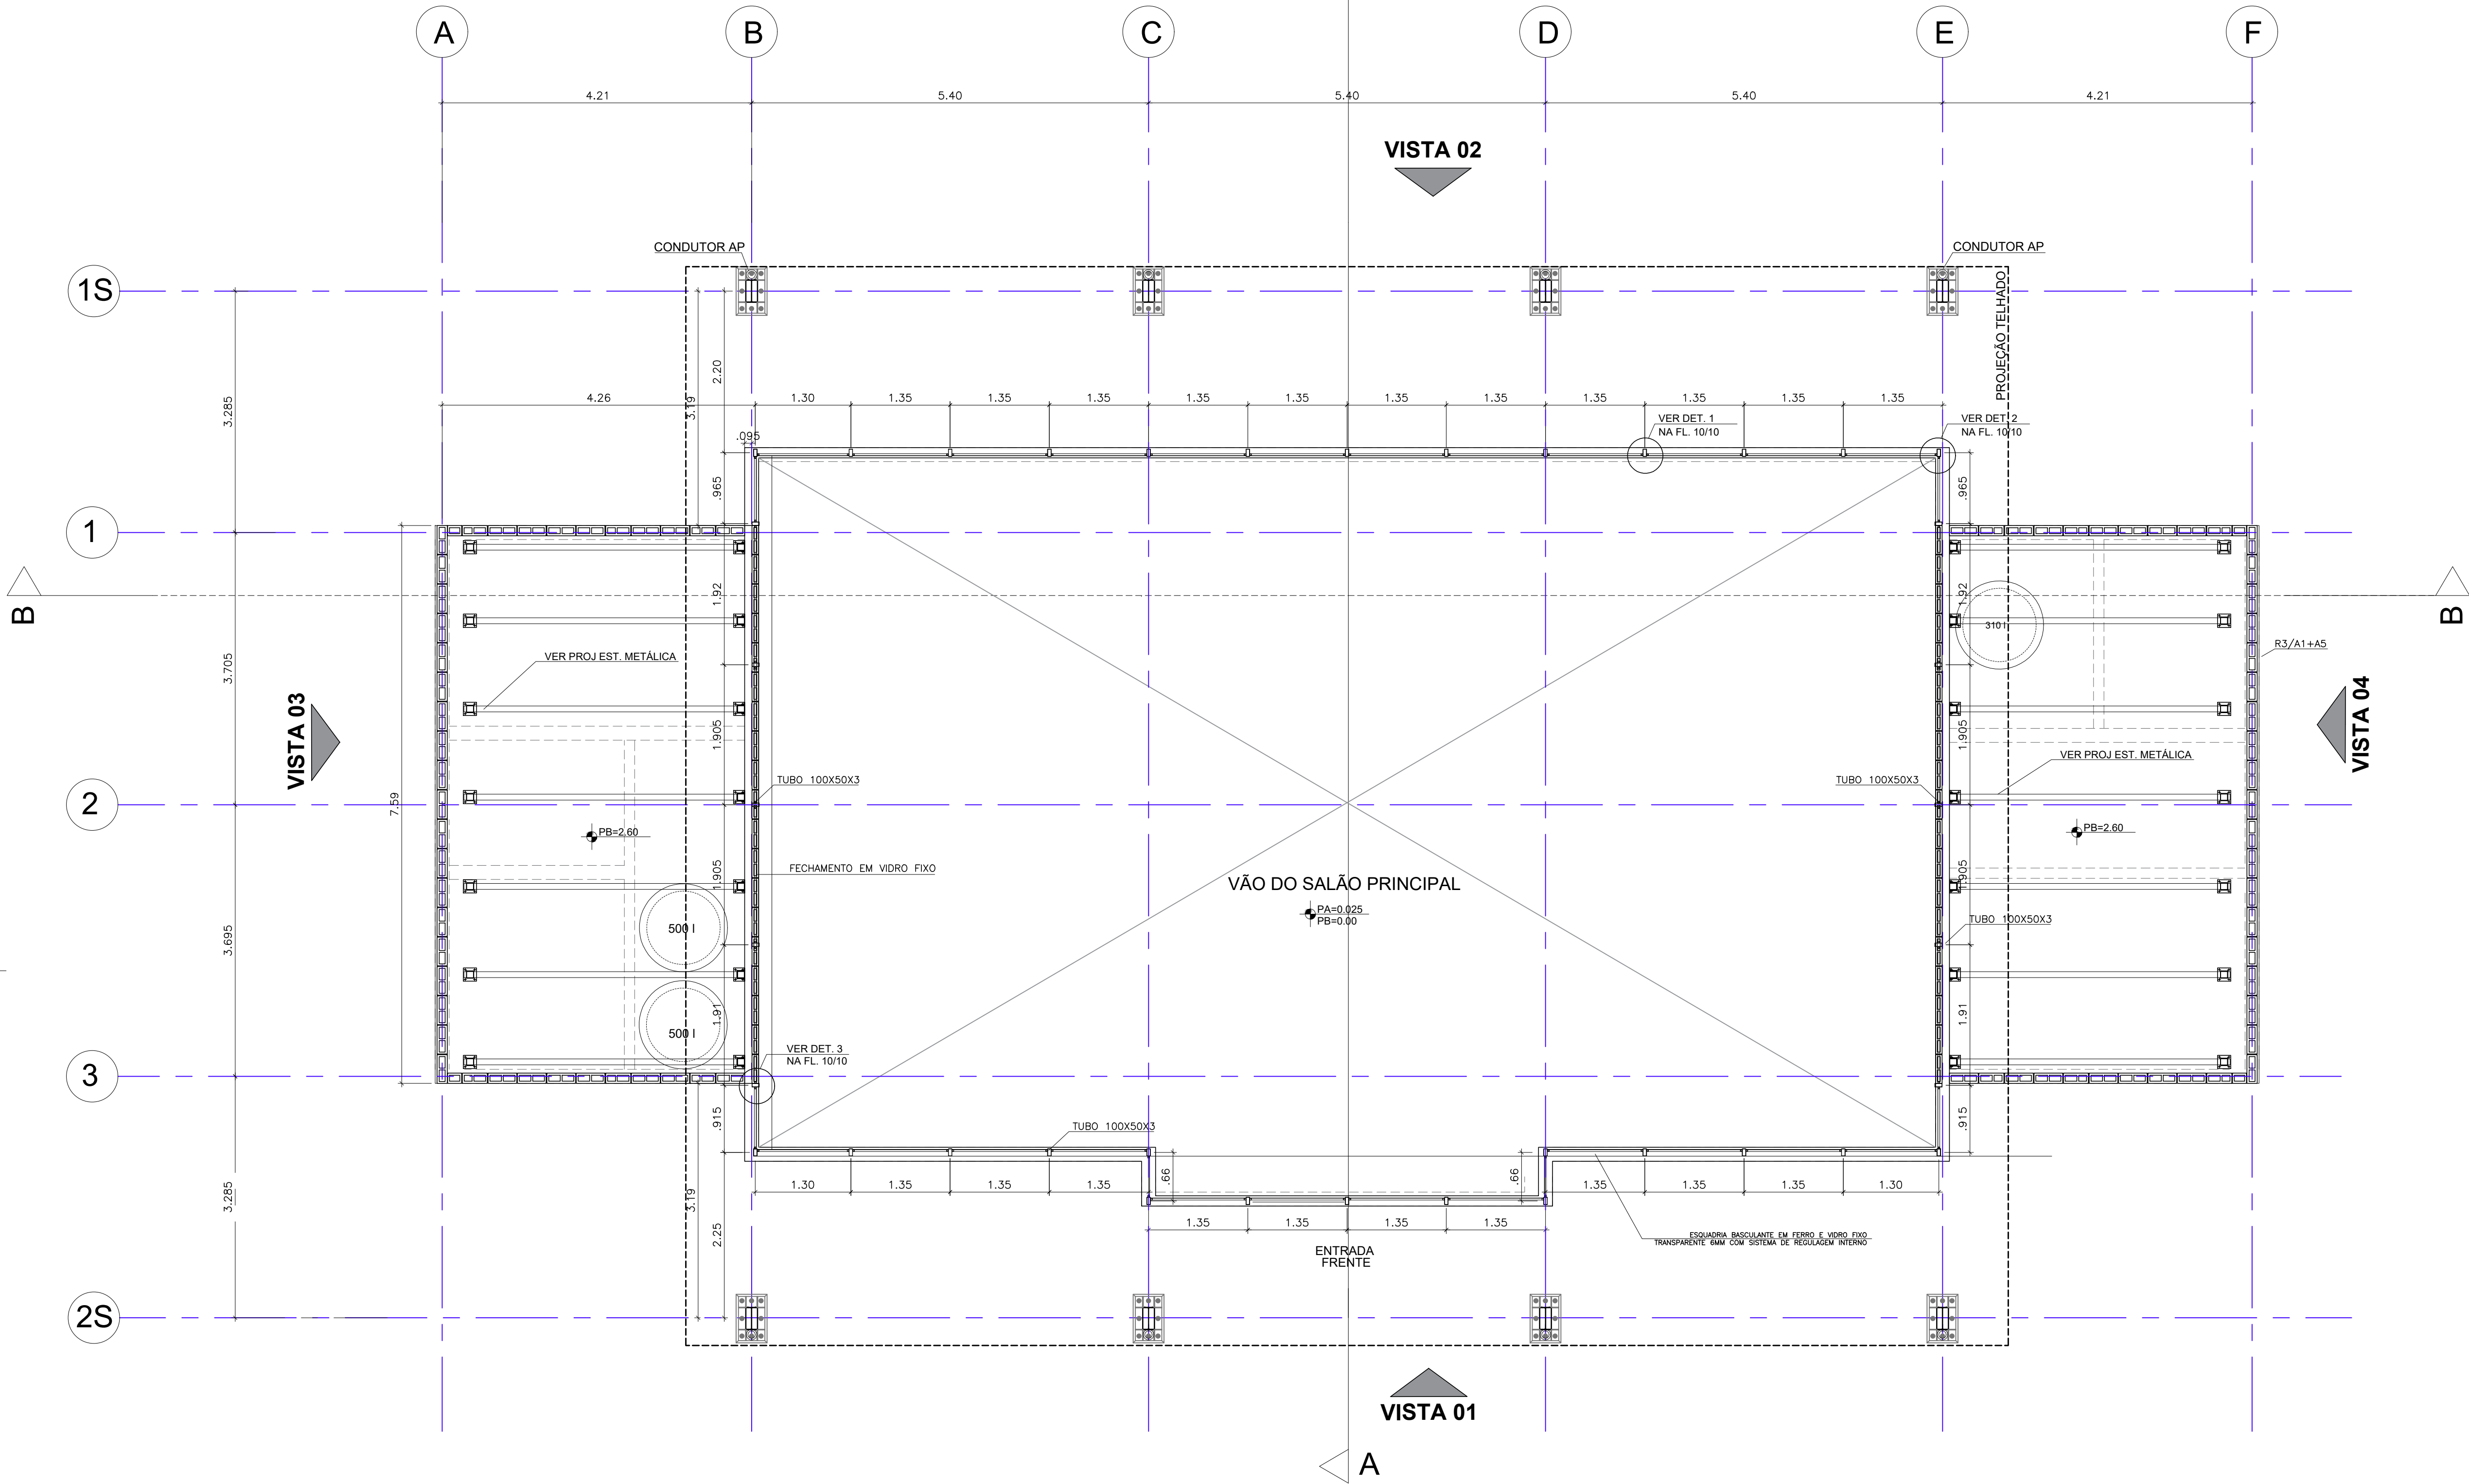 A B C D E F
4.21 5.40 5.40 5.40 4.21
VISTA 02
CONDUTOR AP CONDUTOR AP
1S
PROJEÇÃO TELHADO
3.285
2.20
3.19
4.26 1.30 1.35 1.35 1.35 1.35 1.35 1.35 1.35 1.35 1.35 1.35 1.35
VER DET. 1
NA FL. 10/10
VER DET. 2
NA FL. 10/10
.095
.965 .965
1
B B
1.92 1.92
310 l
R3/A1+A5
VER PROJ EST. METÁLICA
3.705
VISTA 03
VISTA 04
1.905 1.905
VER PROJ EST. METÁLICA
TUBO 100X50X3 TUBO 100X50X3
2
7.59
PB=2.60 PB=2.60
FECHAMENTO EM VIDRO FIXO
1.905 1.905
VÃO DO SALÃO PRINCIPAL
PA=0.025
PB=0.00
500 l
TUBO 100X50X3
3.695
1.91 1.91
500 l
VER DET. 3
NA FL. 10/10
3
.915 .915
TUBO 100X50X3
.66 .66
1.30 1.35 1.35 1.35 1.35 1.35 1.35 1.30
3.285
3.19
2.25
1.35 1.35 1.35 1.35
ESQUADRIA BASCULANTE EM FERRO E VIDRO FIXO
TRANSPARENTE 6MM COM SISTEMA DE REGULAGEM INTERNO
ENTRADA
FRENTE
2S
VISTA 01
A